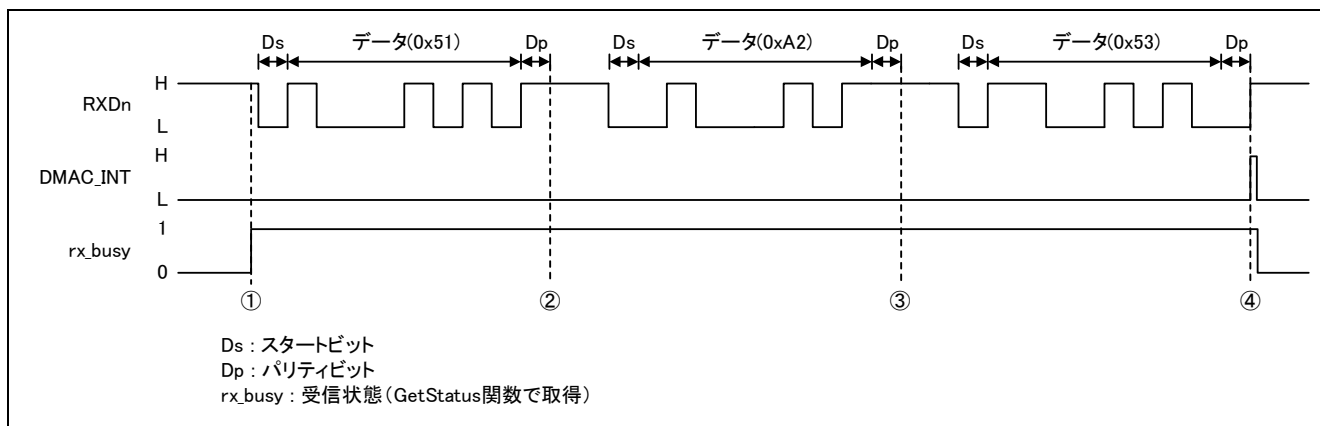 Ds データ(0x51) Dp Ds データ(0xA2) Dp Ds データ(0x53) Dp
H
RXDn
L
H
DMAC_INT
L
1
rx_busy
0
① ② ③ ④
Ds : スタートビット
Dp : パリティビット
rx_busy : 受信状態(GetStatus関数で取得)